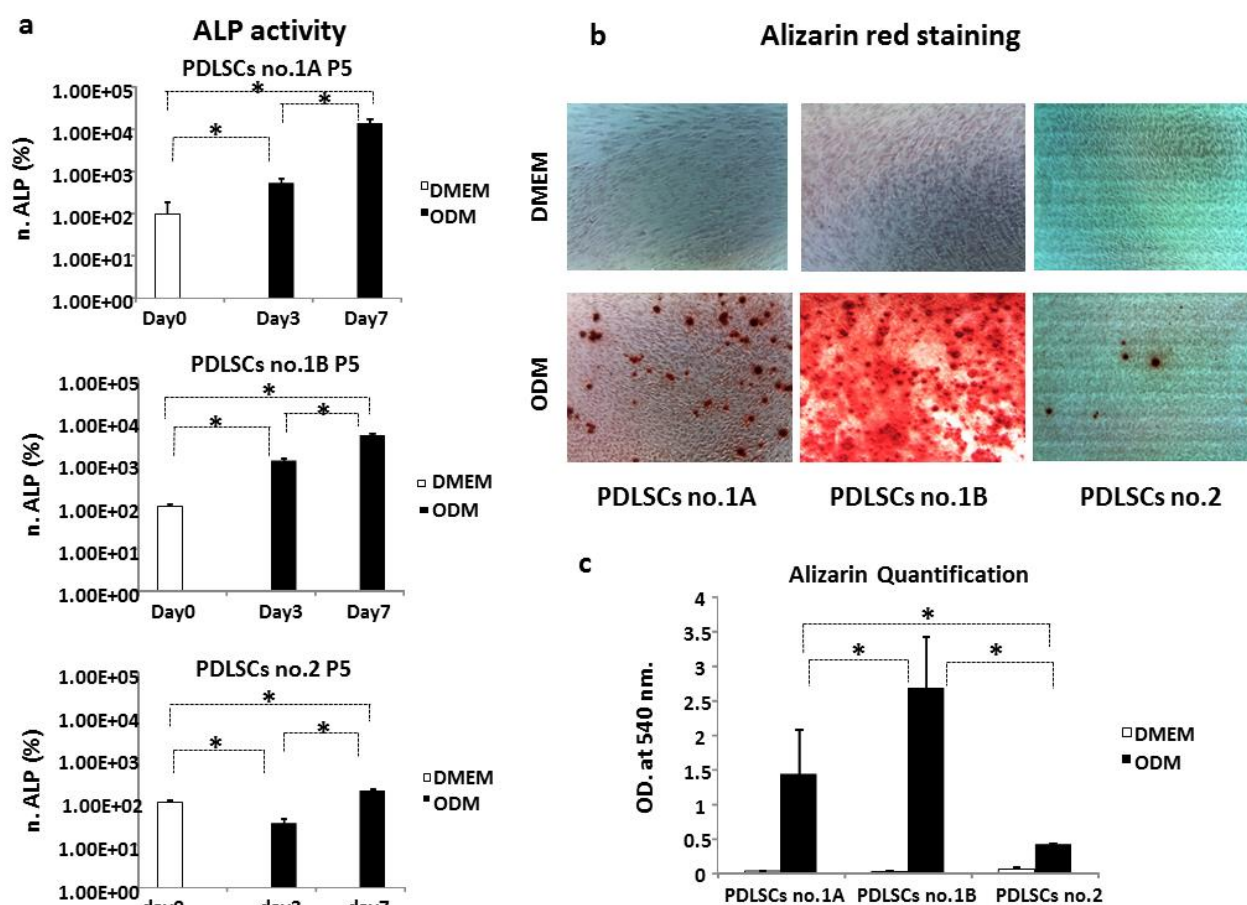 a
ALP activity
PDLSCs no.1A P5
n. ALP (%)
1.00E+05
1.00E+04
1.00E+03
1.00E+02
1.00E+01
1.00E+00
*
*
*
Day0 Day3 Day7
DMEM
ODM
PDLSCs no.1B P5
n. ALP (%)
1.00E+05
1.00E+04
1.00E+03
1.00E+02
1.00E+01
1.00E+00
*
*
*
Day0 Day3 Day7
DMEM
ODM
PDLSCs no.2 P5
n. ALP (%)
1.00E+05
1.00E+04
1.00E+03
1.00E+02
1.00E+01
1.00E+00
*
*
*
day0 day3 day7
DMEM
ODM
b
Alizarin red staining
DMEM
ODM
PDLSCs no.1A PDLSCs no.1B PDLSCs no.2
c
Alizarin Quantification
OD. at 540 nm.
4
3.5
3
2.5
2
1.5
1
0.5
0
*
*
*
DMEM
ODM
PDLSCs no.1A PDLSCs no.1B PDLSCs no.2